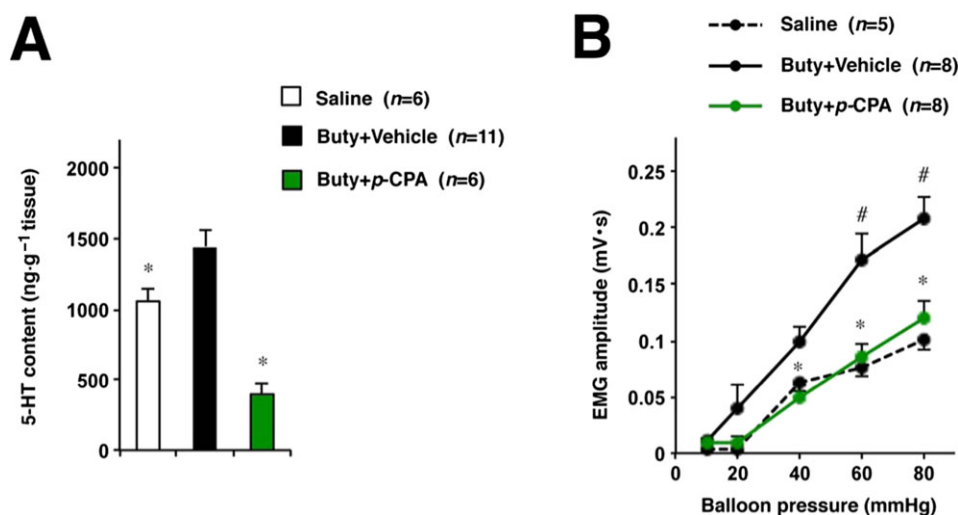 A
Saline (n=6)
Buty+Vehicle (n=11)
Buty+p-CPA (n=6)
5-HT content (ng·g⁻¹ tissue)
2000
1500
1000
500
0
*
*
B
Saline (n=5)
Buty+Vehicle (n=8)
Buty+p-CPA (n=8)
EMG amplitude (mV·s)
0.25
0.2
0.15
0.1
0.05
0
#
#
*
*
*
0 20 40 60 80
Balloon pressure (mmHg)